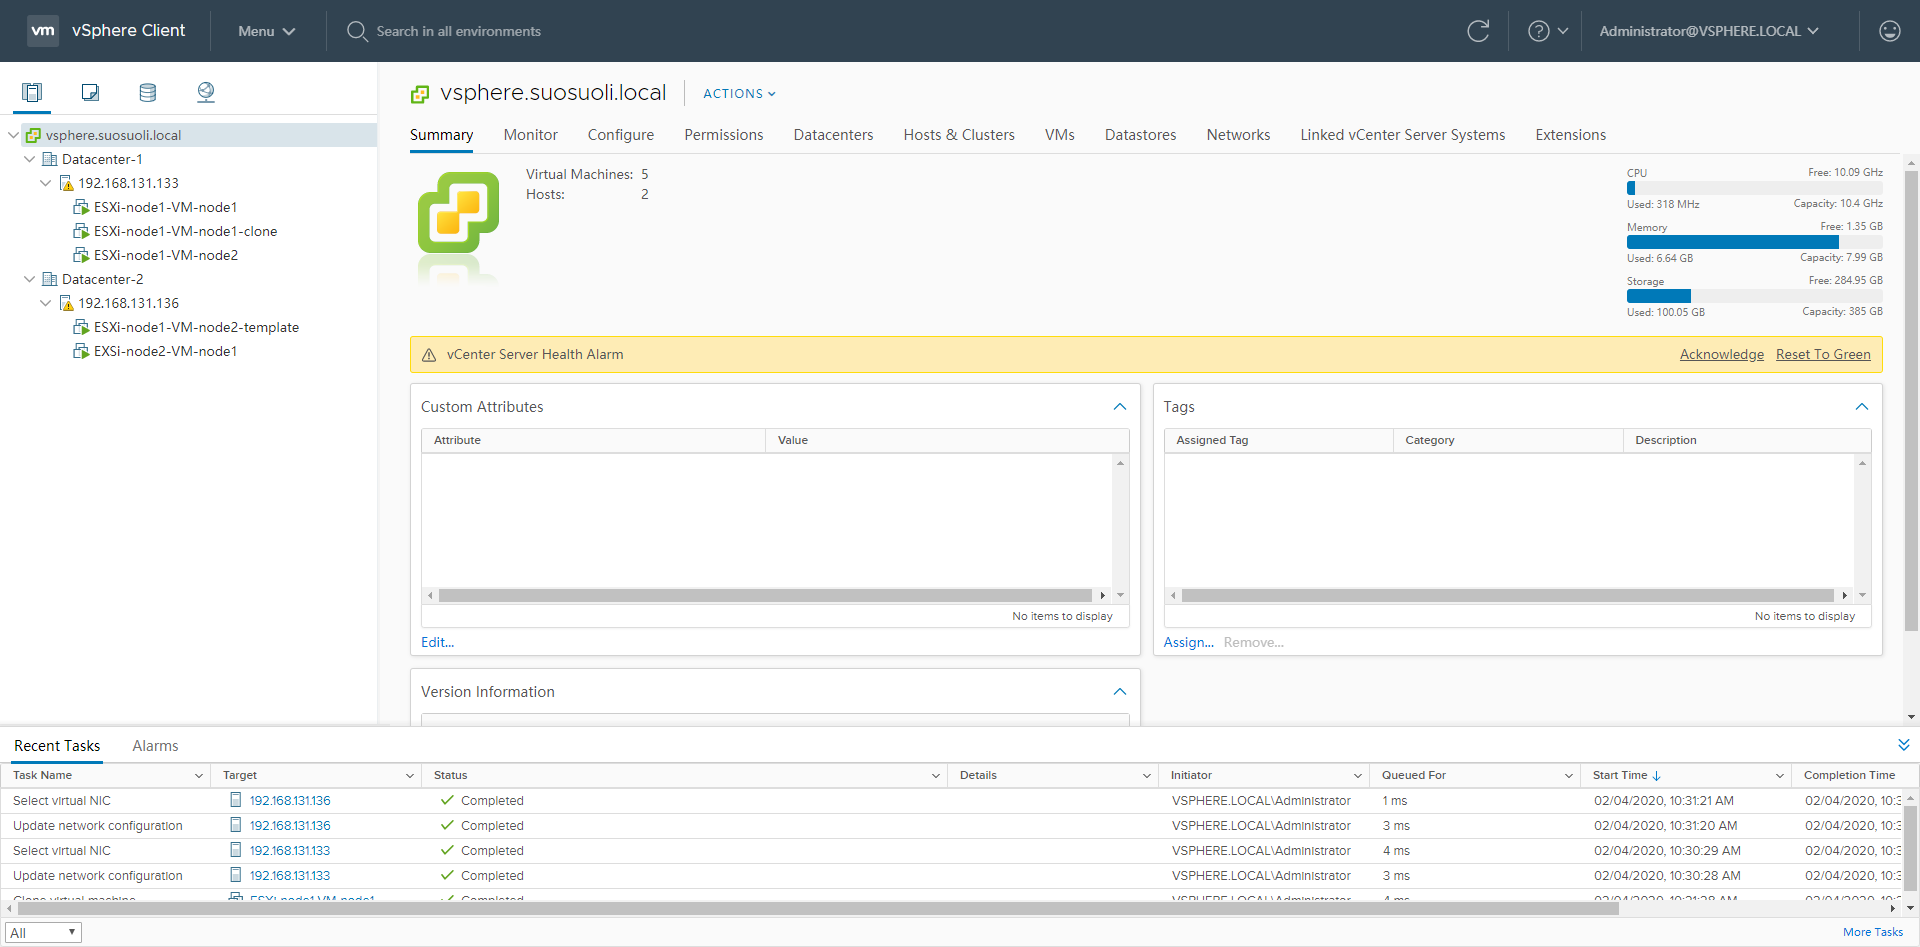 vm vSphere Client Menu Search in all environments Administrator@VSPHERE.LOCAL
vsphere.suosuoli.local ACTIONS
Summary Monitor Configure Permissions Datacenters Hosts & Clusters VMs Datastores Networks Linked vCenter Server Systems Extensions
vsphere.suosuoli.local
Datacenter-1
192.168.131.133
ESXi-node1-VM-node1
ESXi-node1-VM-node1-clone
ESXi-node1-VM-node2
Datacenter-2
192.168.131.136
ESXi-node1-VM-node2-template
EXSi-node2-VM-node1
Virtual Machines: 5
Hosts: 2
CPU Free: 10.09 GHz
Used: 318 MHz Capacity: 10.4 GHz
Memory Free: 1.35 GB
Used: 6.64 GB Capacity: 7.99 GB
Storage Free: 284.95 GB
Used: 100.05 GB Capacity: 385 GB
vCenter Server Health Alarm Acknowledge Reset To Green
Custom Attributes
Attribute Value
No items to display
Edit...
Tags
Assigned Tag Category Description
No items to display
Assign... Remove...
Version Information
Recent Tasks Alarms
Task Name Target Status Details Initiator Queued For Start Time Completion Time
Select virtual NIC 192.168.131.136 Completed VSPHERE.LOCAL\Administrator 1 ms 02/04/2020, 10:31:21 AM 02/04/2020, 10:3
Update network configuration 192.168.131.136 Completed VSPHERE.LOCAL\Administrator 3 ms 02/04/2020, 10:31:20 AM 02/04/2020, 10:3
Select virtual NIC 192.168.131.133 Completed VSPHERE.LOCAL\Administrator 4 ms 02/04/2020, 10:30:29 AM 02/04/2020, 10:3
Update network configuration 192.168.131.133 Completed VSPHERE.LOCAL\Administrator 3 ms 02/04/2020, 10:30:28 AM 02/04/2020, 10:3
Clone virtual machine ESXi-node1-VM-node1 Completed VSPHERE.LOCAL\Administrator
All More Tasks